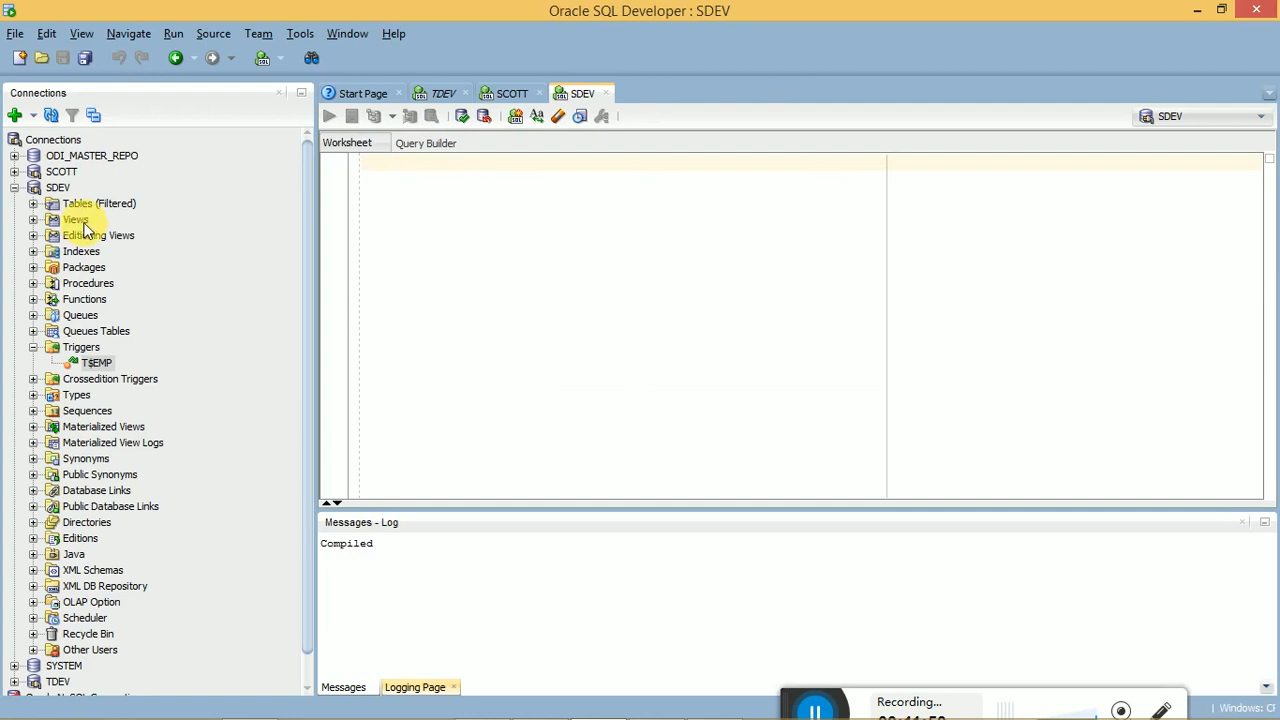 Oracle SQL Developer : SDEV
File Edit View Navigate Run Source Team Tools Window Help
Connections
Start Page TDEV SCOTT SDEV
SDEV
Worksheet Query Builder
Connections
ODI_MASTER_REPO
SCOTT
SDEV
Tables (Filtered)
Views
Views
Indexes
Packages
Procedures
Functions
Queues
Queues Tables
Triggers
T$EMP
Crossedition Triggers
Types
Sequences
Materialized Views
Materialized View Logs
Synonyms
Public Synonyms
Database Links
Public Database Links
Directories
Editions
Java
XML Schemas
XML DB Repository
OLAP Option
Scheduler
Recycle Bin
Other Users
SYSTEM
TDEV
Messages - Log
Compiled
Messages Logging Page
Recording...
Windows: CR